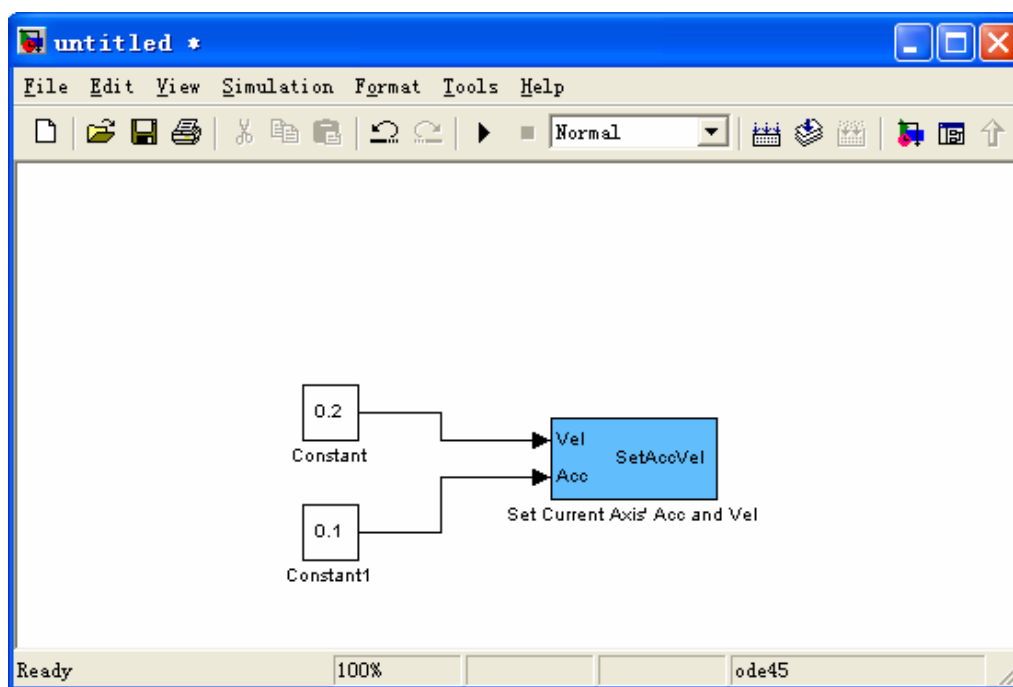 untitled *
File Edit View Simulation Format Tools Help
Normal
0.2
Constant
Vel
SetAccVel
Acc
Set Current Axis' Acc and Vel
0.1
Constant1
Ready 100% ode45